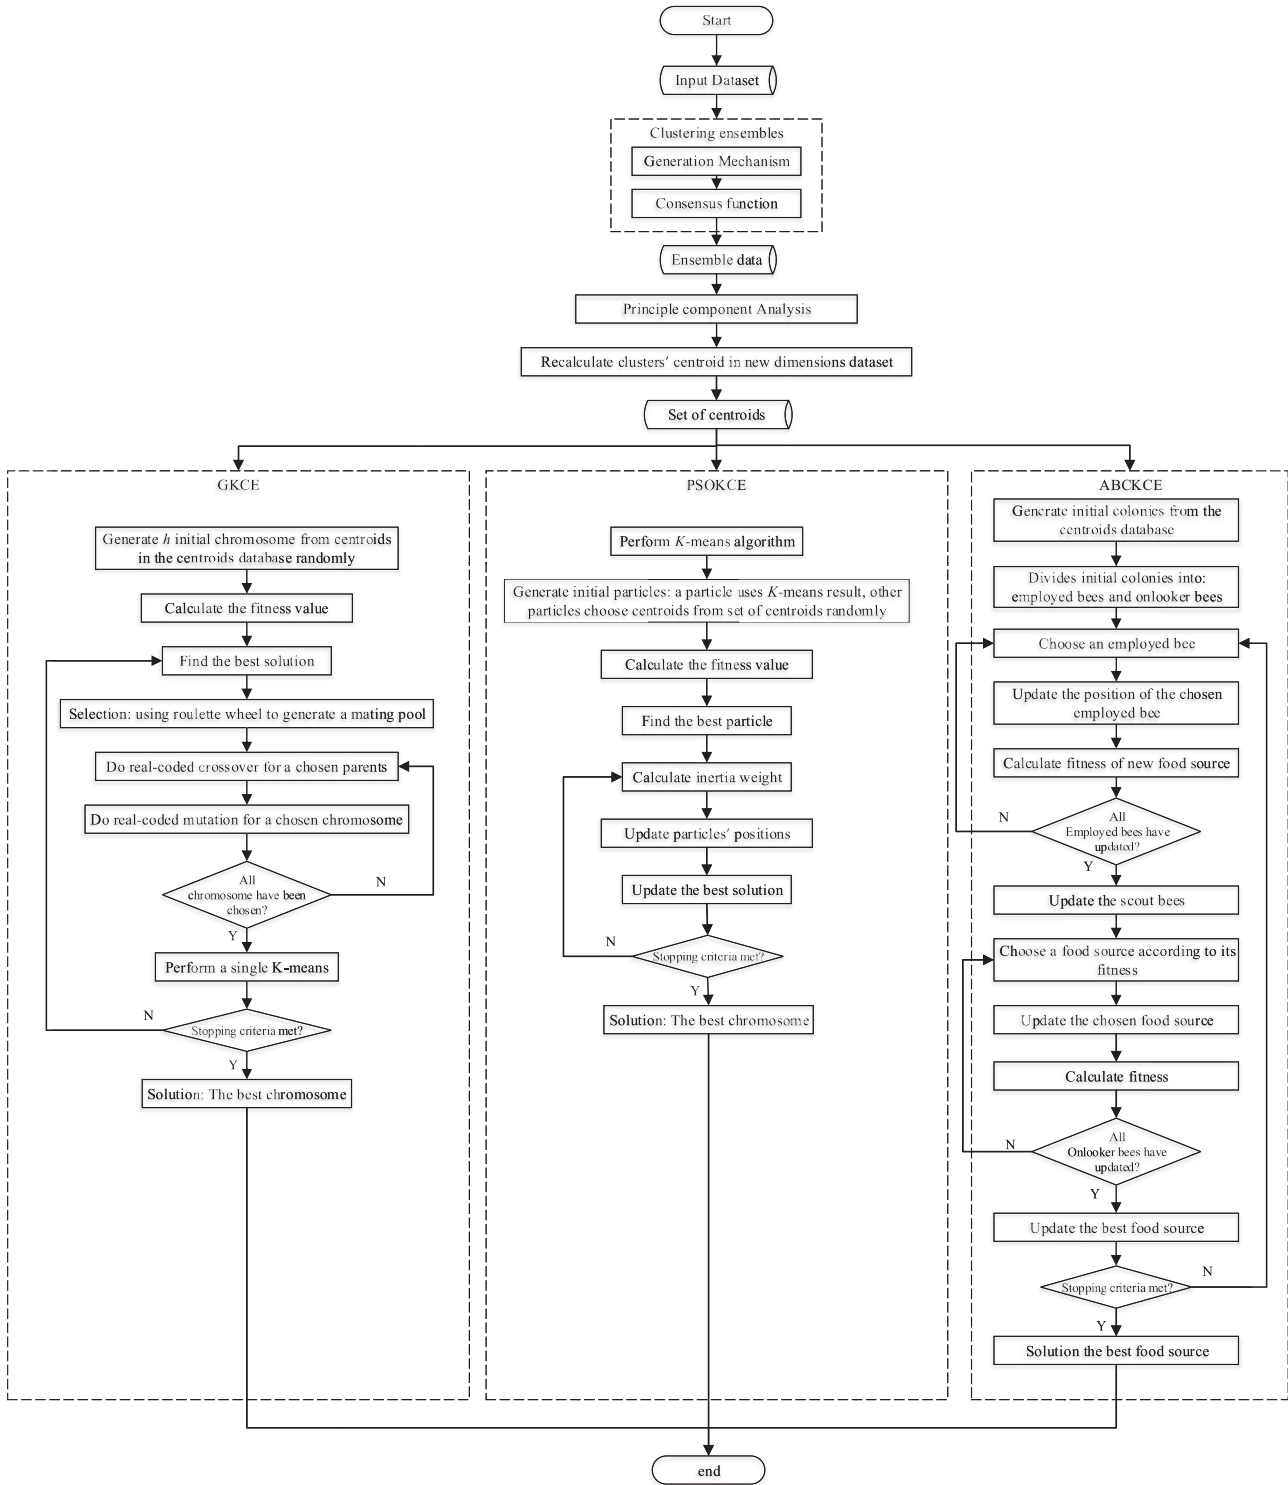 Start
Input Dataset
Clustering ensembles
Generation Mechanism
Consensus function
Ensemble data
Principle component Analysis
Recalculate clusters' centroid in new dimensions dataset
Set of centroids
GKCE
Generate h initial chromosome from centroids
in the centroids database randomly
Calculate the fitness value
Find the best solution
Selection: using roulette wheel to generate a mating pool
Do real-coded crossover for a chosen parents
Do real-coded mutation for a chosen chromosome
All
chromosome have been
chosen?
N
Y
Perform a single K-means
Stopping criteria met?
N
Y
Solution: The best chromosome
PSOKCE
Perform K-means algorithm
Generate initial particles: a particle uses K-means result, other
particles choose centroids from set of centroids randomly
Calculate the fitness value
Find the best particle
Calculate inertia weight
Update particles' positions
Update the best solution
Stopping criteria met?
N
Y
Solution: The best chromosome
ABCKCE
Generate initial colonies from the
centroids database
Divides initial colonies into:
employed bees and onlooker bees
Choose an employed bee
Update the position of the chosen
employed bee
Calculate fitness of new food source
All
Employed bees have
updated?
N
Y
Update the scout bees
Choose a food source according to its
fitness
Update the chosen food source
Calculate fitness
All
Onlooker bees have
updated?
N
Y
Update the best food source
Stopping criteria met?
N
Y
Solution the best food source
end